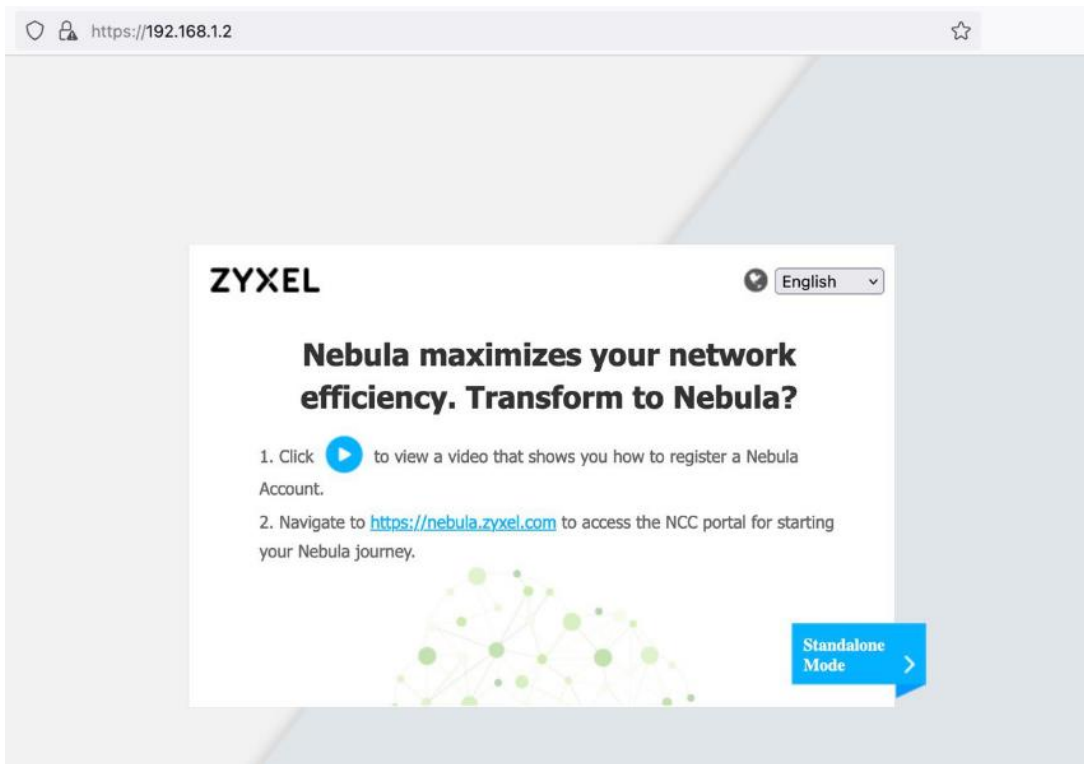 https://192.168.1.2
ZYXEL
English
Nebula maximizes your network
efficiency. Transform to Nebula?
1. Click to view a video that shows you how to register a Nebula
Account.
2. Navigate to https://nebula.zyxel.com to access the NCC portal for starting
your Nebula journey.
Standalone
Mode